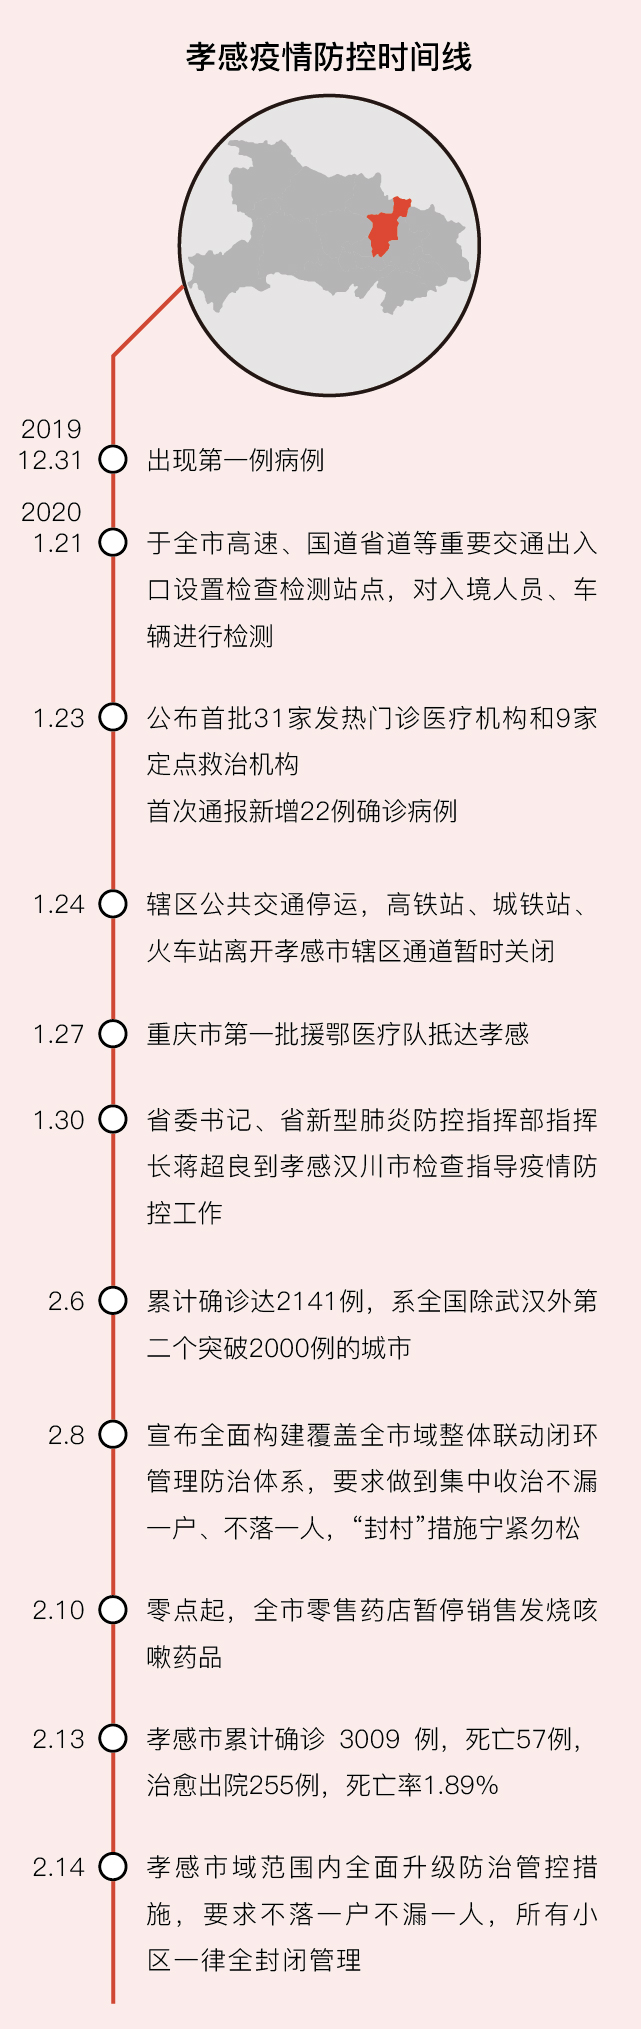 孝感疫情防控时间线
2019
12.31
出现第一例病例
2020
1.21
于全市高速、国道省道等重要交通出入
口设置检查检测站点，对入境人员、车
辆进行检测
1.23
公布首批31家发热门诊医疗机构和9家
定点救治机构
首次通报新增22例确诊病例
1.24
辖区公共交通停运，高铁站、城铁站、
火车站离开孝感市辖区通道暂时关闭
1.27
重庆市第一批援鄂医疗队抵达孝感
1.30
省委书记、省新型肺炎防控指挥部指挥
长蒋超良到孝感汉川市检查指导疫情防
控工作
2.6
累计确诊达2141例，系全国除武汉外第
二个突破2000例的城市
2.8
宣布全面构建覆盖全市域整体联动闭环
管理防治体系，要求做到集中收治不漏
一户、不落一人，“封村”措施宁紧勿松
2.10
零点起，全市零售药店暂停销售发烧咳
嗽药品
2.13
孝感市累计确诊 3009 例，死亡57例，
治愈出院255例，死亡率1.89%
2.14
孝感市域范围内全面升级防治管控措
施，要求不落一户不漏一人，所有小
区一律全封闭管理